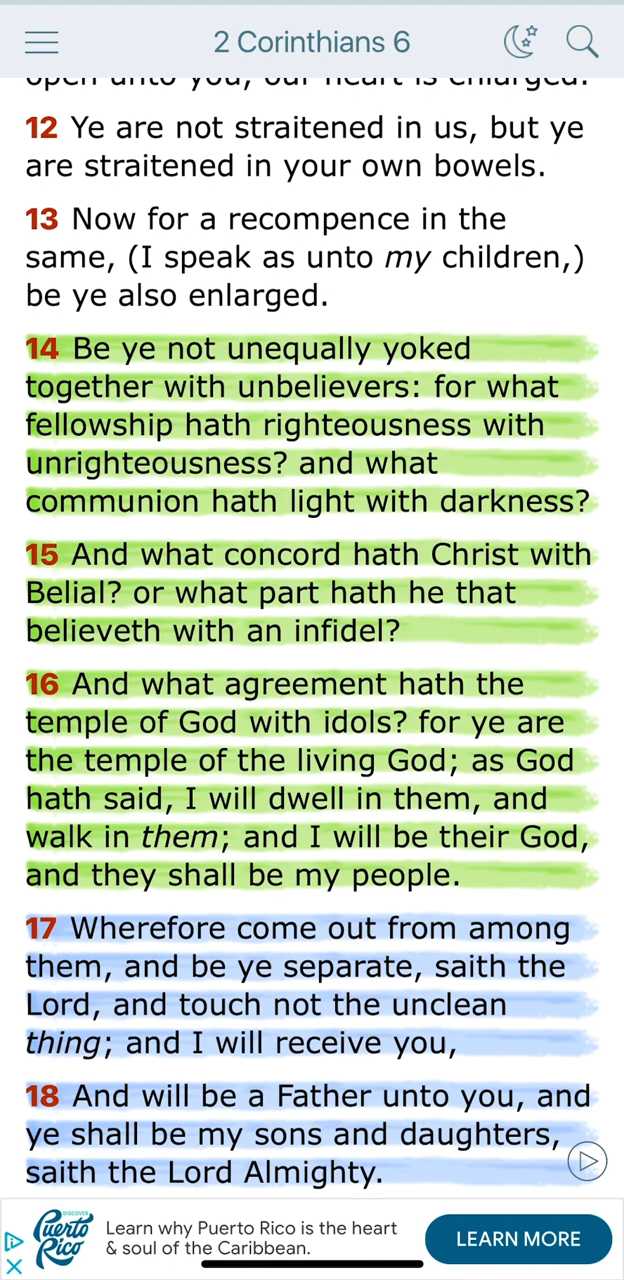 2 Corinthians 6
open unto you, our heart is enlarged.
12 Ye are not straitened in us, but ye
are straitened in your own bowels.
13 Now for a recompence in the
same, (I speak as unto my children,)
be ye also enlarged.
14 Be ye not unequally yoked
together with unbelievers: for what
fellowship hath righteousness with
unrighteousness? and what
communion hath light with darkness?
15 And what concord hath Christ with
Belial? or what part hath he that
believeth with an infidel?
16 And what agreement hath the
temple of God with idols? for ye are
the temple of the living God; as God
hath said, I will dwell in them, and
walk in them; and I will be their God,
and they shall be my people.
17 Wherefore come out from among
them, and be ye separate, saith the
Lord, and touch not the unclean
thing; and I will receive you,
18 And will be a Father unto you, and
ye shall be my sons and daughters,
saith the Lord Almighty.
DISCOVER
Puerto
Rico
Learn why Puerto Rico is the heart
& soul of the Caribbean.
LEARN MORE